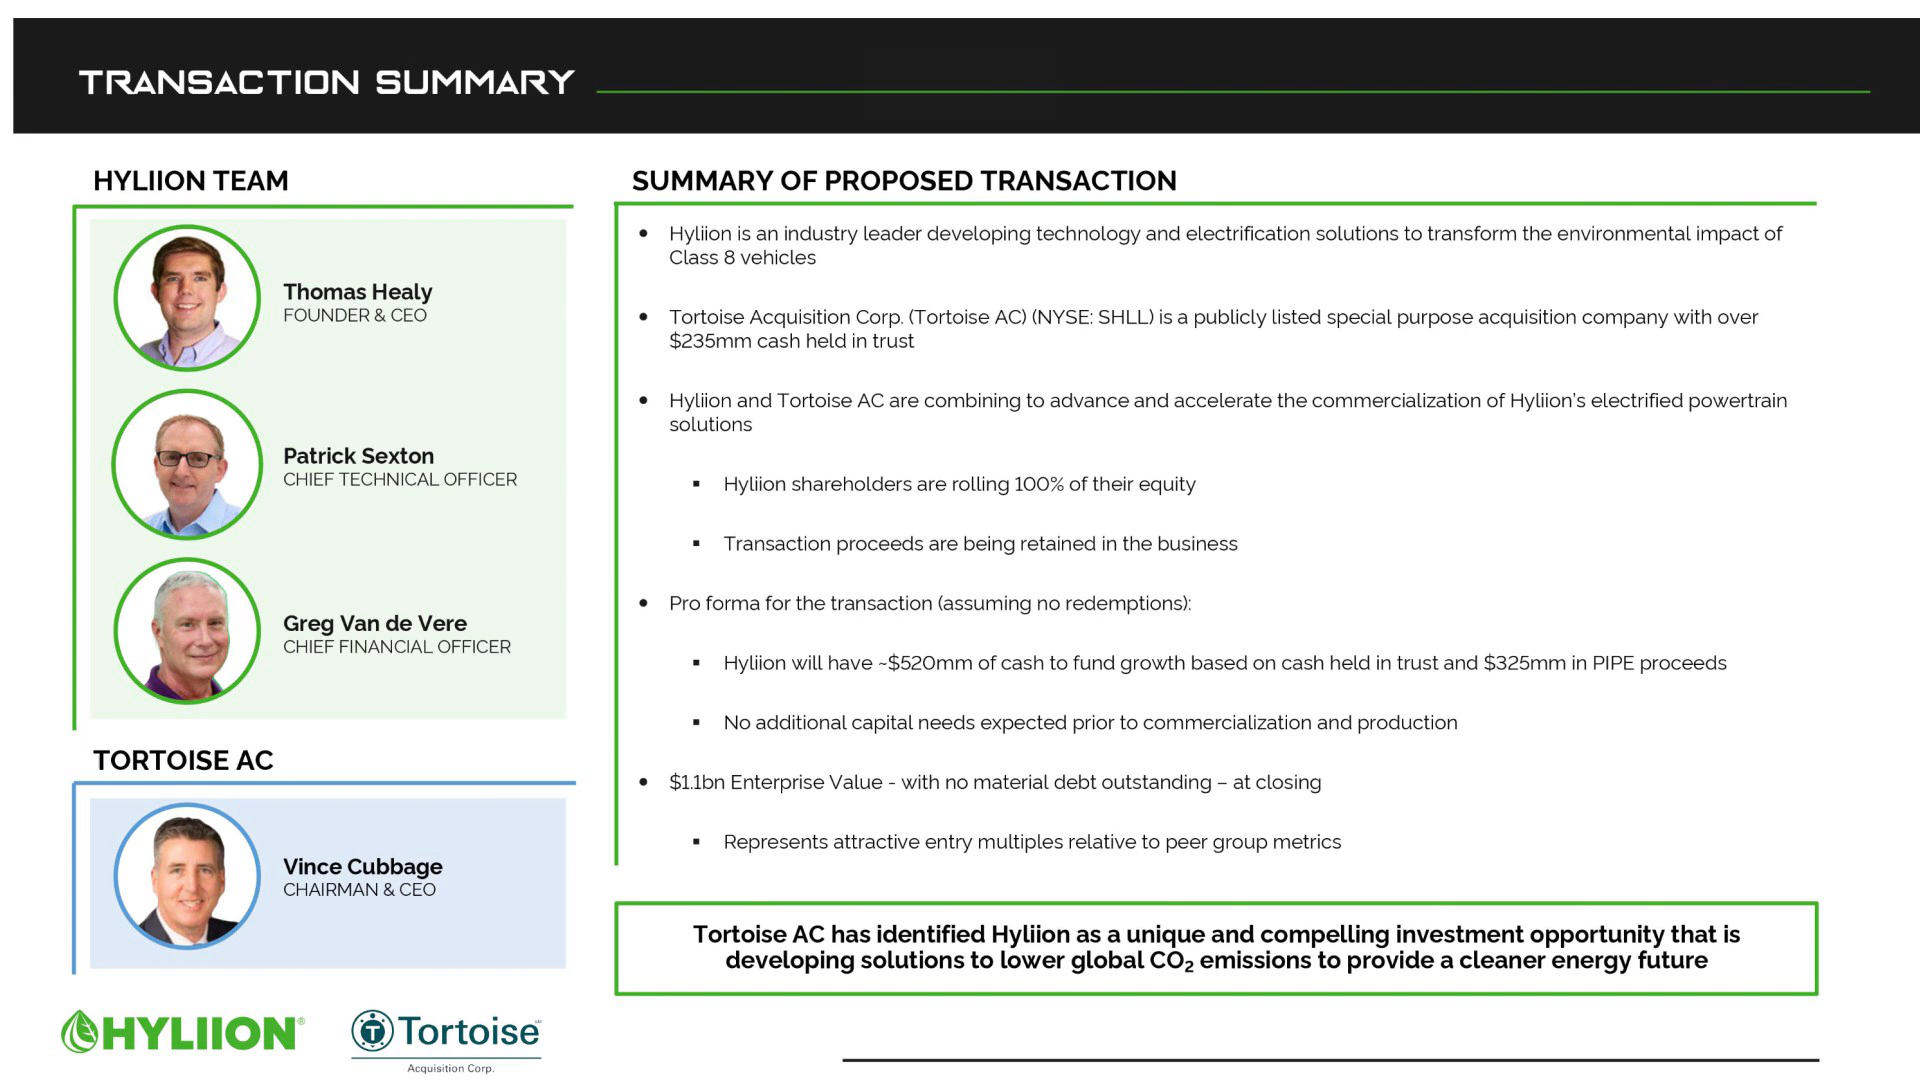 TRANSACTION SUMMARY
HYLIION TEAM
Thomas Healy
FOUNDER & CEO
Patrick Sexton
CHIEF TECHNICAL OFFICER
Greg Van de Vere
CHIEF FINANCIAL OFFICER
TORTOISE AC
Vince Cubbage
CHAIRMAN & CEO
SUMMARY OF PROPOSED TRANSACTION
• Hyliion is an industry leader developing technology and electrification solutions to transform the environmental impact of
Class 8 vehicles
• Tortoise Acquisition Corp. (Tortoise AC) (NYSE: SHLL) is a publicly listed special purpose acquisition company with over
$235mm cash held in trust
• Hyliion and Tortoise AC are combining to advance and accelerate the commercialization of Hyliion's electrified powertrain
solutions
▪ Hyliion shareholders are rolling 100% of their equity
▪ Transaction proceeds are being retained in the business
• Pro forma for the transaction (assuming no redemptions):
▪ Hyliion will have ~$520mm of cash to fund growth based on cash held in trust and $325mm in PIPE proceeds
▪ No additional capital needs expected prior to commercialization and production
• $1.1bn Enterprise Value - with no material debt outstanding – at closing
▪ Represents attractive entry multiples relative to peer group metrics
Tortoise AC has identified Hyliion as a unique and compelling investment opportunity that is
developing solutions to lower global CO₂ emissions to provide a cleaner energy future
HYLIION®
Tortoise
Acquisition Corp.